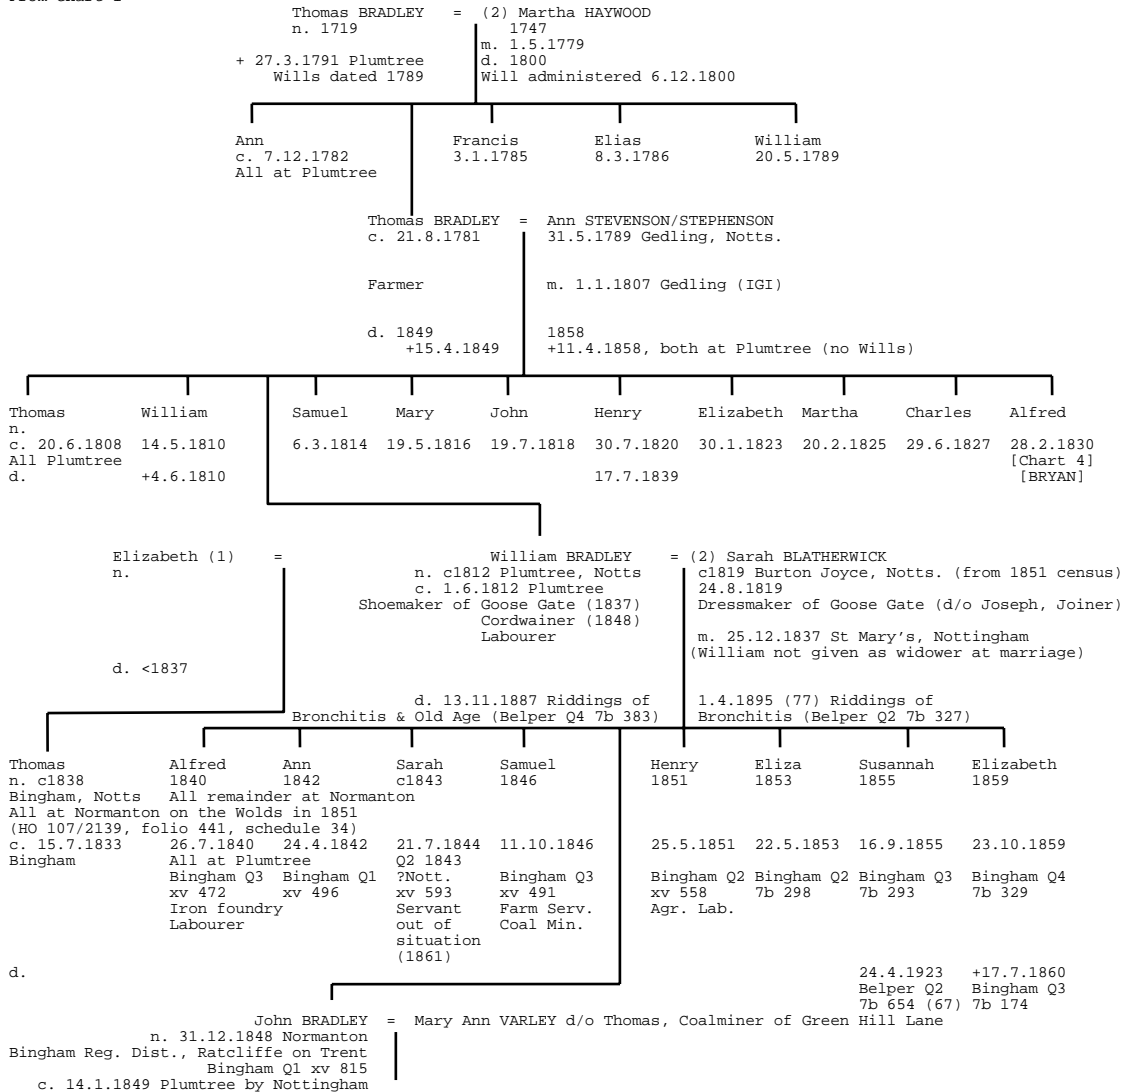 Thomas BRADLEY = (2) Martha HAYWOOD
n. 1719 1747
m. 1.5.1779
+ 27.3.1791 Plumtree d. 1800
Wills dated 1789 Will administered 6.12.1800
Ann Francis Elias William
c. 7.12.1782 3.1.1785 8.3.1786 20.5.1789
All at Plumtree
Thomas BRADLEY = Ann STEVENSON/STEPHENSON
c. 21.8.1781 31.5.1789 Gedling, Notts.
Farmer m. 1.1.1807 Gedling (IGI)
d. 1849 1858
+15.4.1849 +11.4.1858, both at Plumtree (no Wills)
Thomas William Samuel Mary John Henry Elizabeth Martha Charles Alfred
n.
c. 20.6.1808 14.5.1810 6.3.1814 19.5.1816 19.7.1818 30.7.1820 30.1.1823 20.2.1825 29.6.1827 28.2.1830
All Plumtree [Chart 4]
d. +4.6.1810 17.7.1839 [BRYAN]
Elizabeth (1) = William BRADLEY = (2) Sarah BLATHERWICK
n. n. c1812 Plumtree, Notts c1819 Burton Joyce, Notts. (from 1851 census)
c. 1.6.1812 Plumtree 24.8.1819
Shoemaker of Goose Gate (1837) Dressmaker of Goose Gate (d/o Joseph, Joiner)
Cordwainer (1848)
Labourer m. 25.12.1837 St Mary's, Nottingham
(William not given as widower at marriage)
d. <1837
d. 13.11.1887 Riddings of 1.4.1895 (77) Riddings of
Bronchitis & Old Age (Belper Q4 7b 383) Bronchitis (Belper Q2 7b 327)
Thomas Alfred Ann Sarah Samuel Henry Eliza Susannah Elizabeth
n. c1838 1840 1842 c1843 1846 1851 1853 1855 1859
Bingham, Notts All remainder at Normanton
All at Normanton on the Wolds in 1851
(HO 107/2139, folio 441, schedule 34)
c. 15.7.1833 26.7.1840 24.4.1842 21.7.1844 11.10.1846 25.5.1851 22.5.1853 16.9.1855 23.10.1859
Bingham All at Plumtree Q2 1843
Bingham Q3 Bingham Q1 ?Nott. Bingham Q3 Bingham Q2 Bingham Q2 Bingham Q3 Bingham Q4
xv 472 xv 496 xv 593 xv 491 xv 558 7b 298 7b 293 7b 329
Iron foundry Servant Farm Serv. Agr. Lab.
Labourer out of Coal Min.
situation
(1861)
d. 24.4.1923 +17.7.1860
Belper Q2 Bingham Q3
7b 654 (67) 7b 174
John BRADLEY = Mary Ann VARLEY d/o Thomas, Coalminer of Green Hill Lane
n. 31.12.1848 Normanton
Bingham Reg. Dist., Ratcliffe on Trent
Bingham Q1 xv 815
c. 14.1.1849 Plumtree by Nottingham